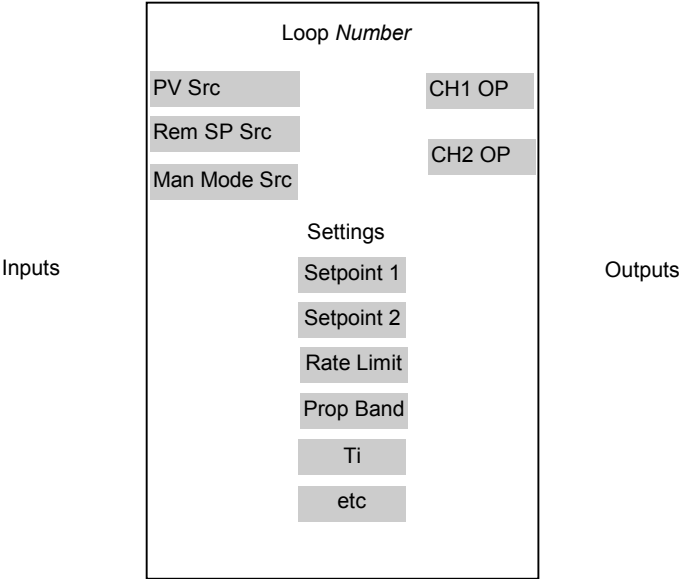 Loop Number
PV Src
CH1 OP
Rem SP Src
CH2 OP
Man Mode Src
Settings
Inputs
Setpoint 1
Outputs
Setpoint 2
Rate Limit
Prop Band
Ti
etc